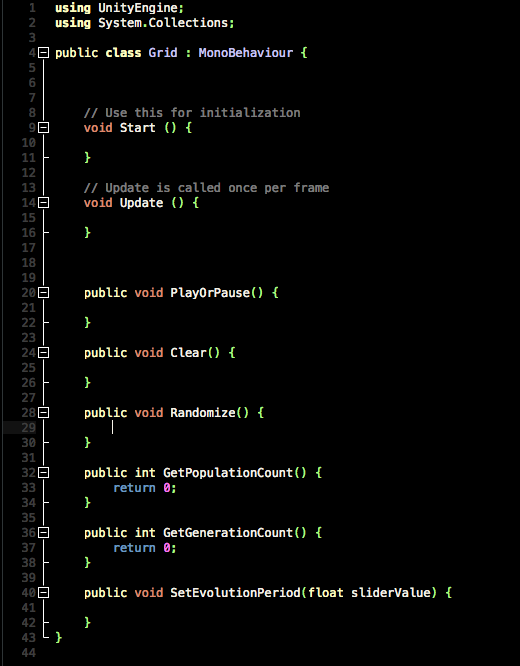 1 using UnityEngine;
2 using System.Collections;
3
4 public class Grid : MonoBehaviour {
5
6
7
8     // Use this for initialization
9     void Start () {
10
11     }
12
13     // Update is called once per frame
14     void Update () {
15
16     }
17
18
19
20     public void PlayOrPause() {
21
22     }
23
24     public void Clear() {
25
26     }
27
28     public void Randomize() {
29
30     }
31
32     public int GetPopulationCount() {
33         return 0;
34     }
35
36     public int GetGenerationCount() {
37         return 0;
38     }
39
40     public void SetEvolutionPeriod(float sliderValue) {
41
42     }
43 }
44